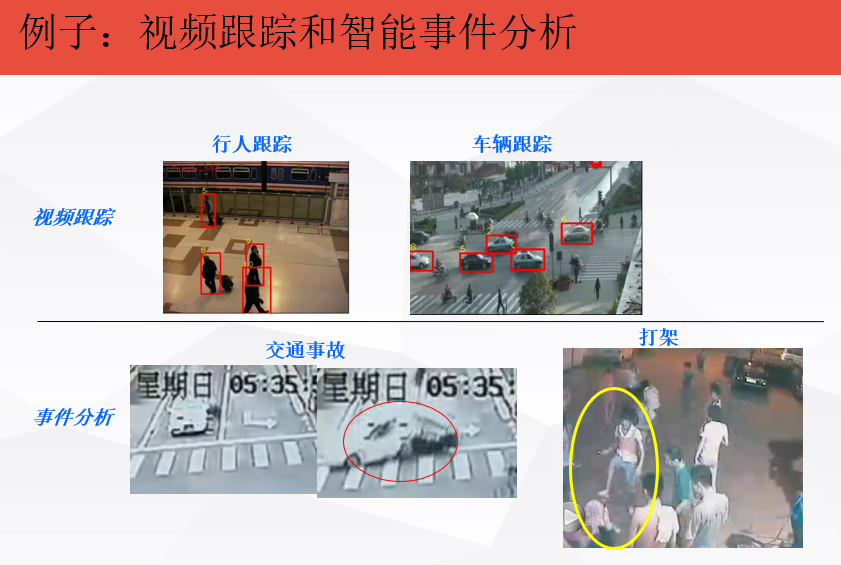 例子：视频跟踪和智能事件分析
行人跟踪
车辆跟踪
视频跟踪
交通事故
打架
星期日 05:35:
星期日 05:35:
事件分析